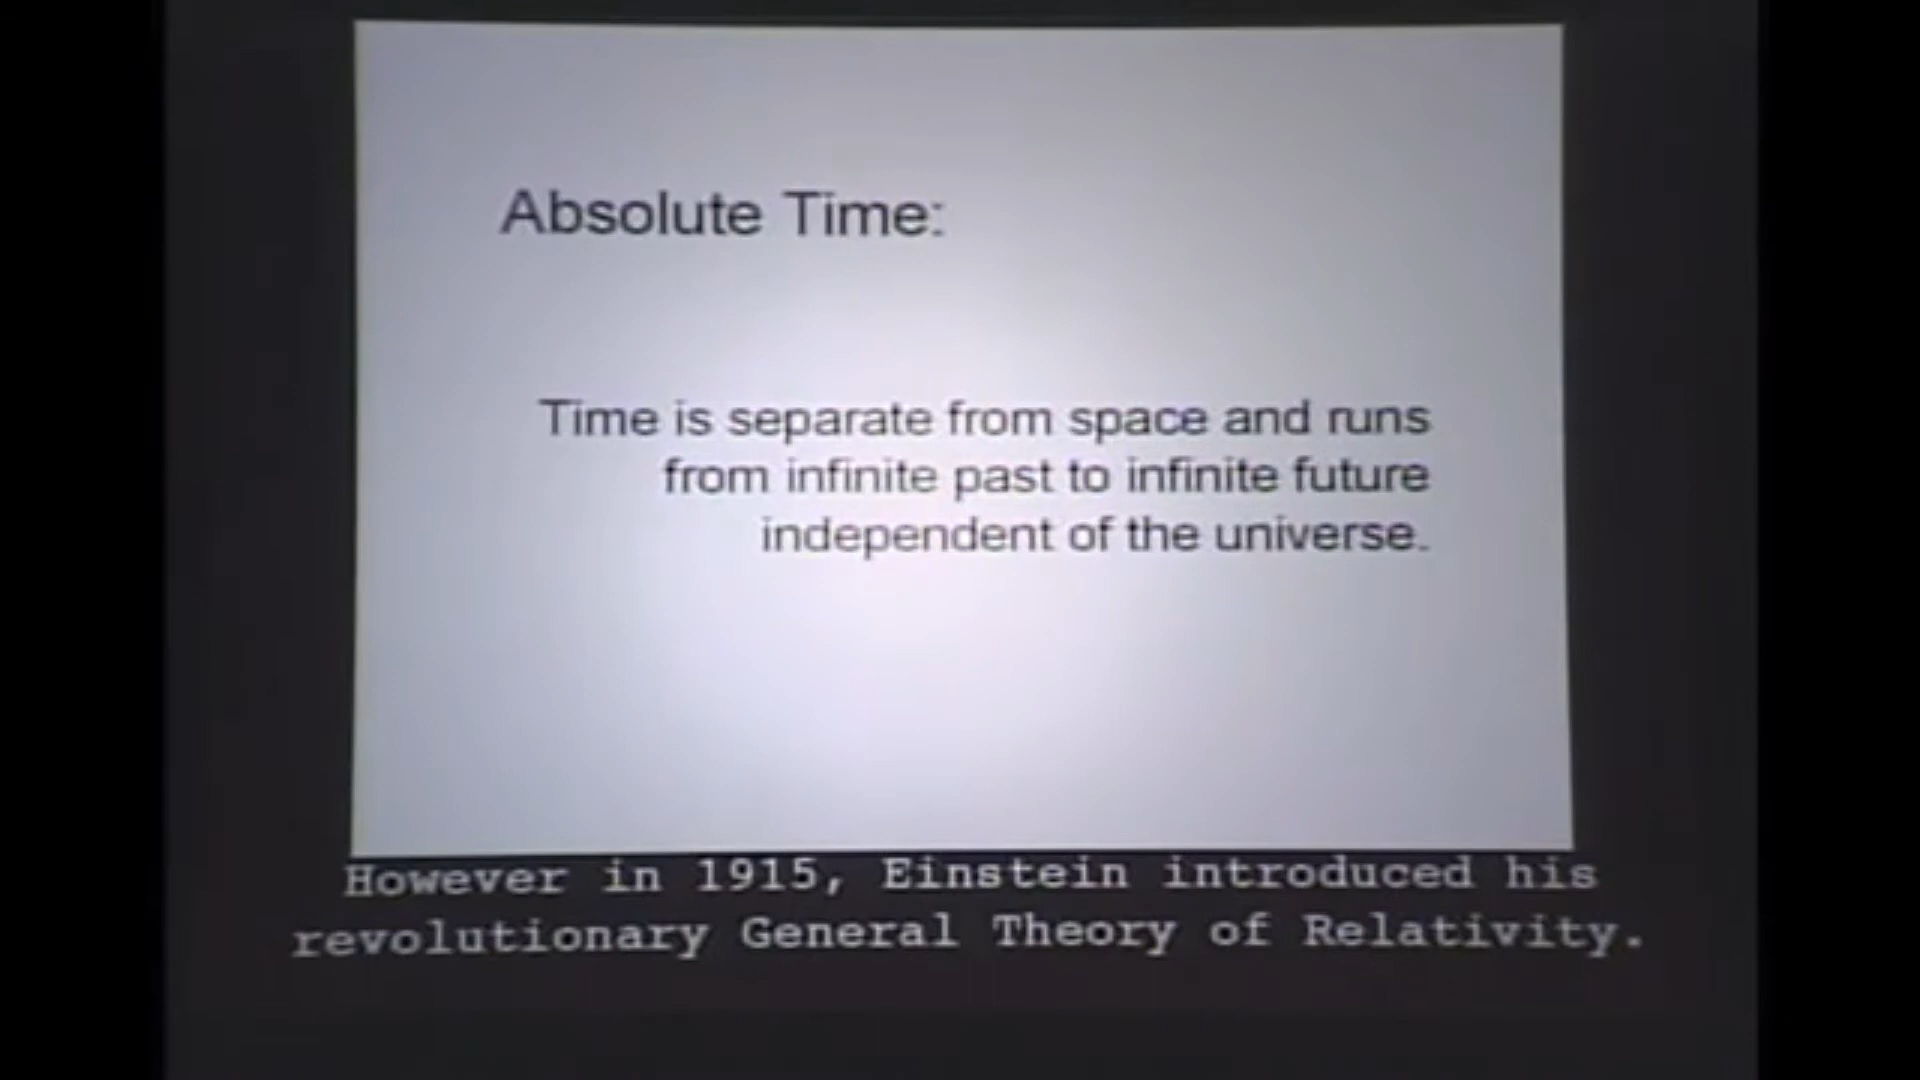 Absolute Time:
Time is separate from space and runs
from infinite past to infinite future
independent of the universe.
However in 1915, Einstein introduced his
revolutionary General Theory of Relativity.